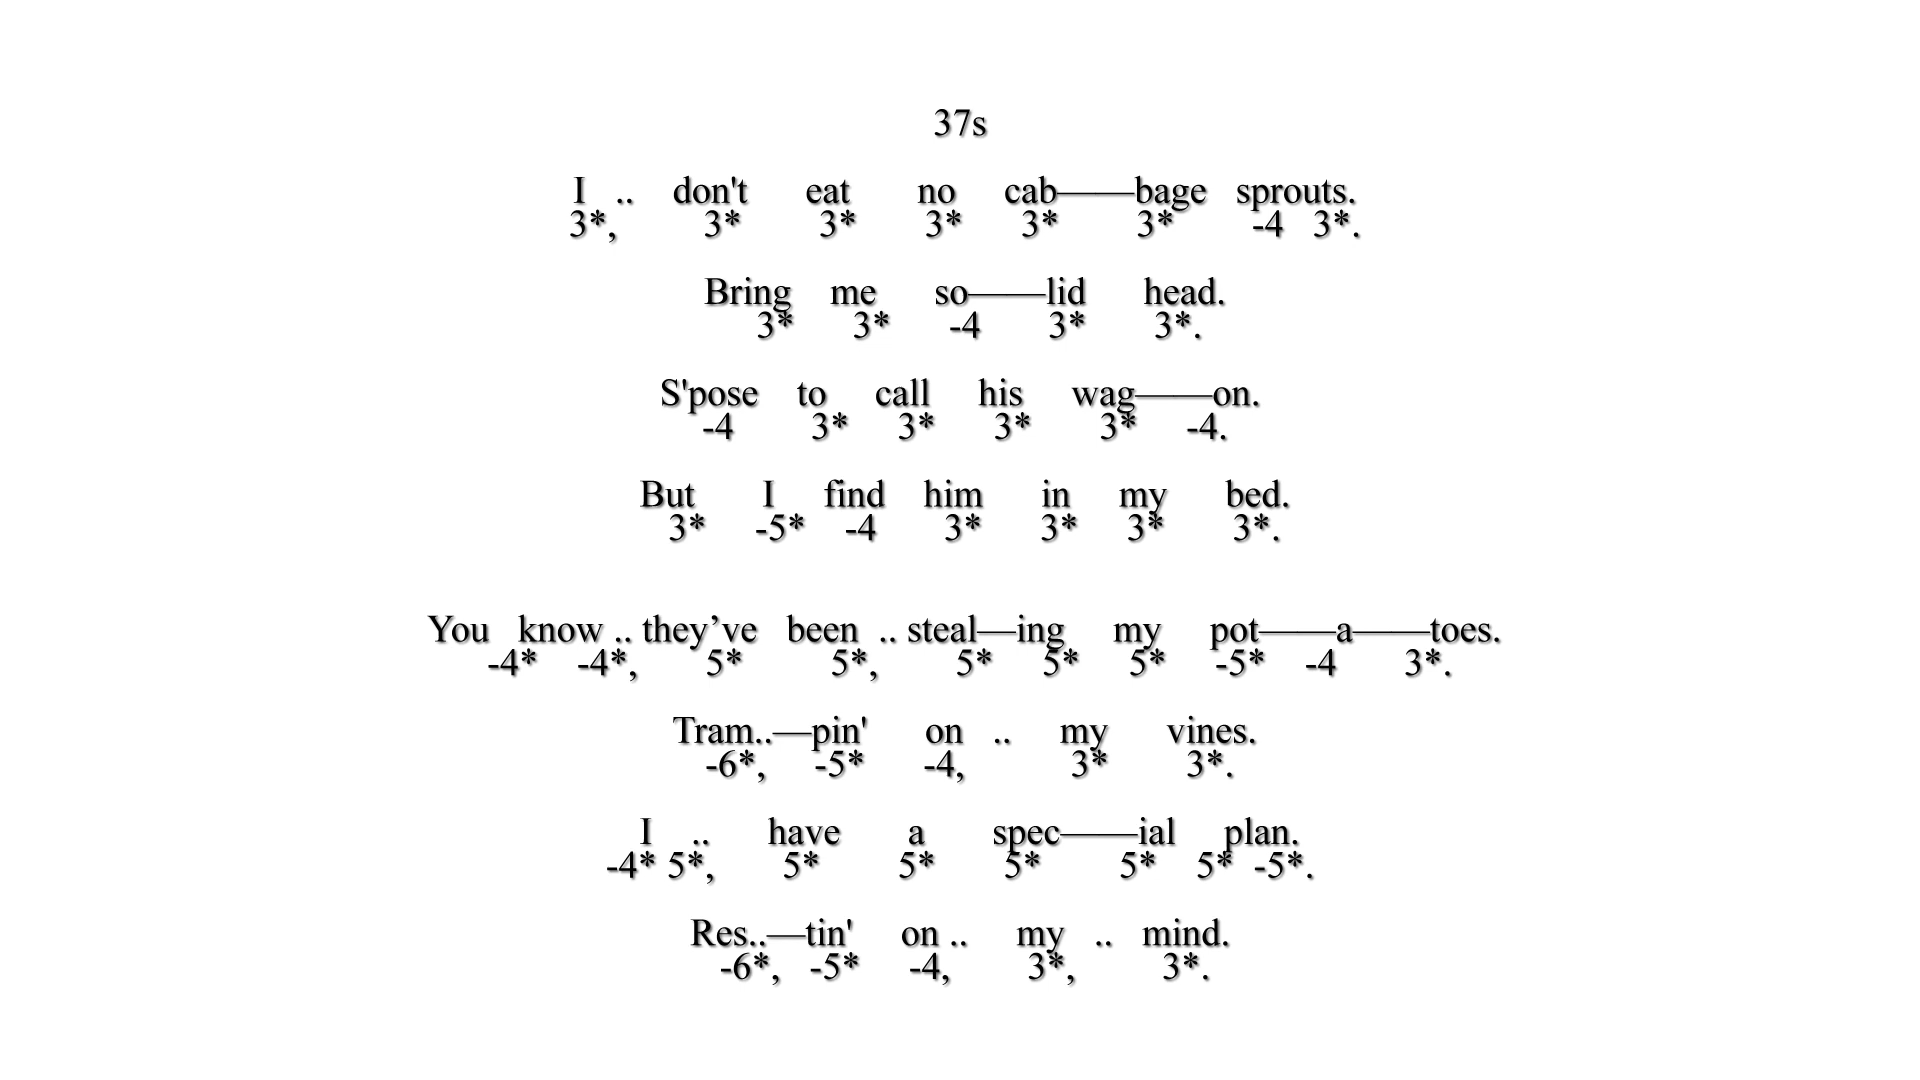 37s
I .. don't eat no cab——bage sprouts.
3*, 3* 3* 3* 3* 3* -4 3*.
Bring me so——lid head.
3* 3* -4 3* 3*.
S'pose to call his wag——on.
-4 3* 3* 3* 3* -4.
But I find him in my bed.
3* -5* -4 3* 3* 3* 3*.
You know .. they’ve been .. steal—ing my pot——a——toes.
-4* -4*, 5* 5*, 5* 5* 5* -5* -4 3*.
Tram..—pin' on .. my vines.
-6*, -5* -4, 3* 3*.
I .. have a spec——ial plan.
-4* 5*, 5* 5* 5* 5* 5* -5*.
Res..—tin' on .. my .. mind.
-6*, -5* -4, 3*, 3*.